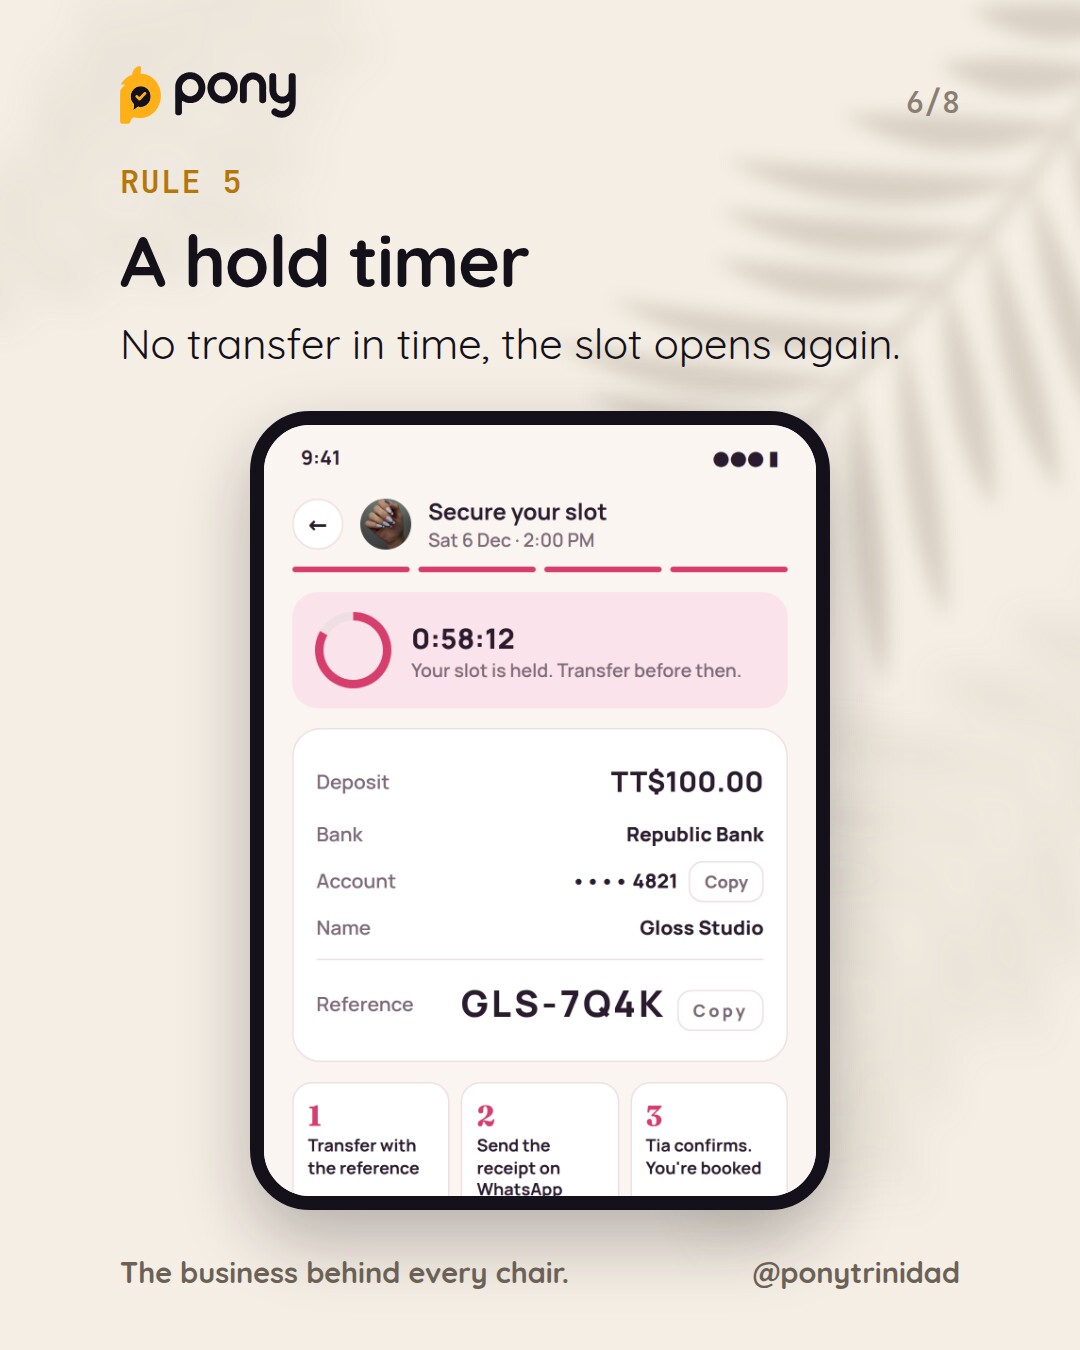 pony
6/8
RULE 5
A hold timer
No transfer in time, the slot opens again.
9:41
←
Secure your slot
Sat 6 Dec · 2:00 PM
0:58:12
Your slot is held. Transfer before then.
Deposit TT$100.00
Bank Republic Bank
Account •••• 4821 Copy
Name Gloss Studio
Reference GLS-7Q4K Copy
1
Transfer with
the reference
2
Send the
receipt on
WhatsApp
3
Tia confirms.
You're booked
The business behind every chair.
@ponytrinidad